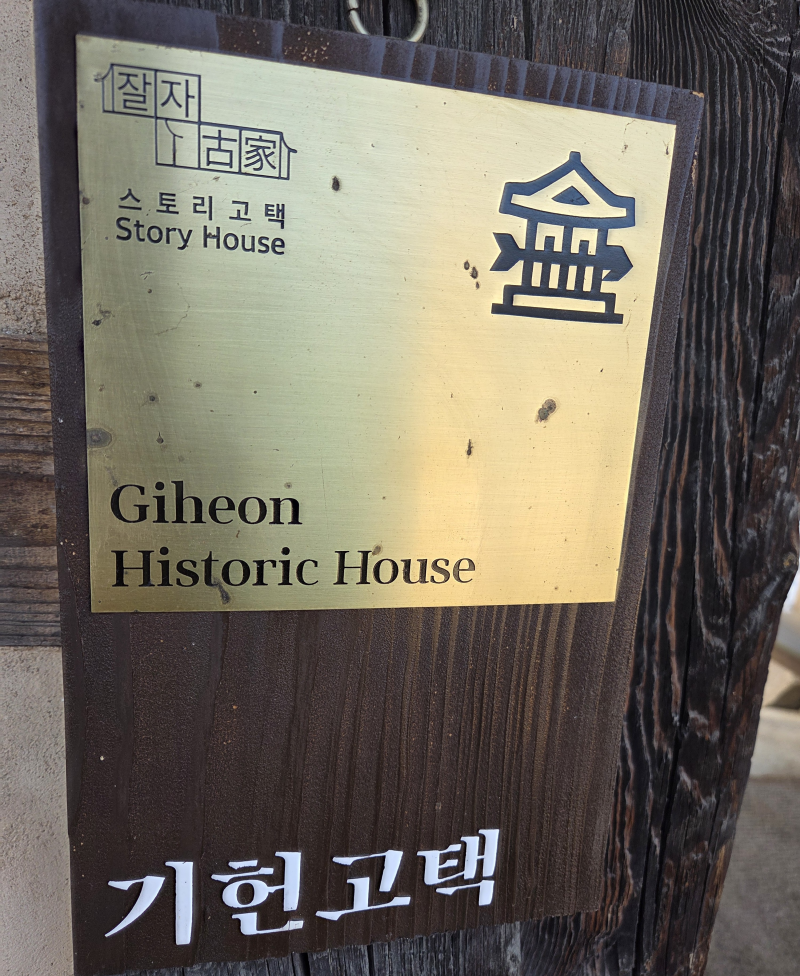 잘자
古家
스토리고택
Story House
Giheon
Historic House
기헌고택